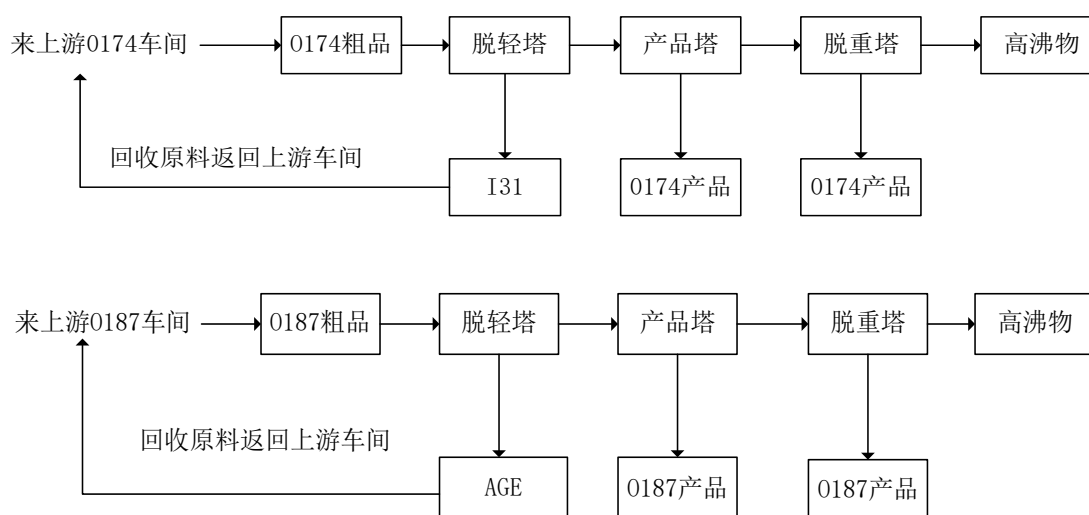 来上游0174车间
0174粗品
脱轻塔
产品塔
脱重塔
高沸物
回收原料返回上游车间
I31
0174产品
0174产品
来上游0187车间
0187粗品
脱轻塔
产品塔
脱重塔
高沸物
回收原料返回上游车间
AGE
0187产品
0187产品